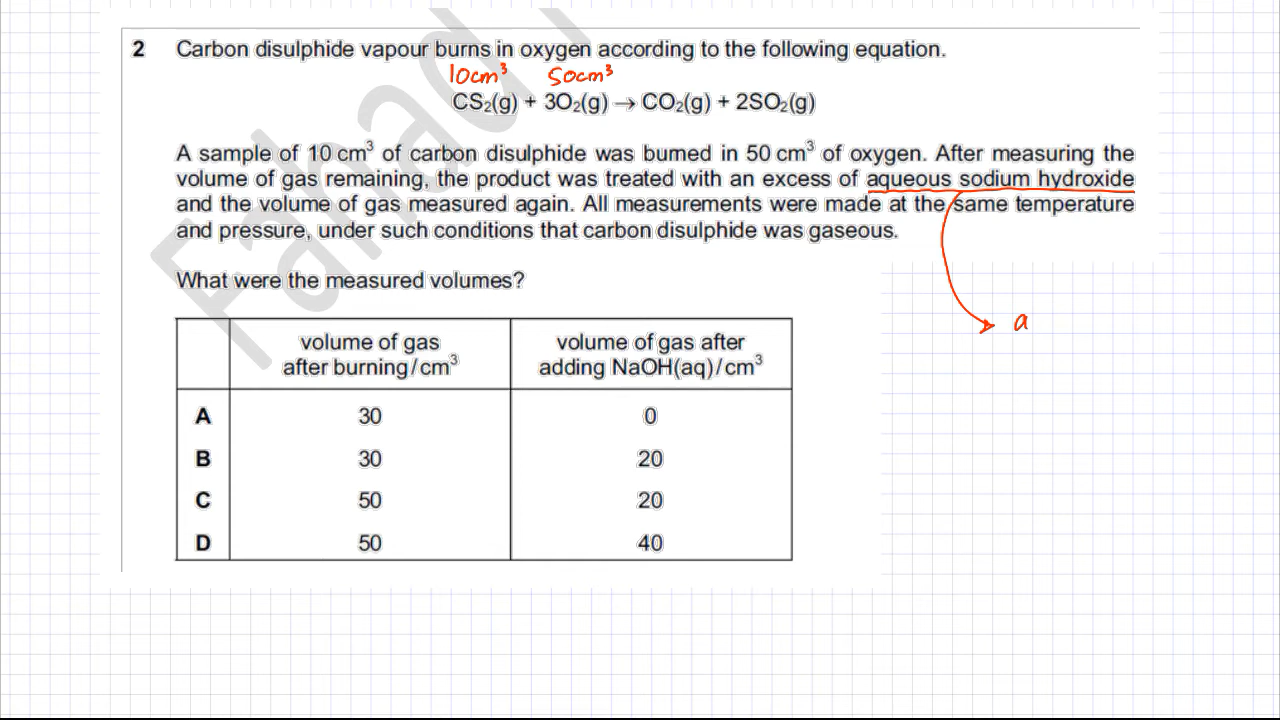 2 Carbon disulphide vapour burns in oxygen according to the following equation.
10cm³ 50cm³
CS₂(g) + 3O₂(g) → CO₂(g) + 2SO₂(g)
A sample of 10 cm³ of carbon disulphide was burned in 50 cm³ of oxygen. After measuring the
volume of gas remaining, the product was treated with an excess of aqueous sodium hydroxide
and the volume of gas measured again. All measurements were made at the same temperature
and pressure, under such conditions that carbon disulphide was gaseous.
a
What were the measured volumes?
volume of gas after burning/cm³
volume of gas after adding NaOH(aq)/cm³
A 30 0
B 30 20
C 50 20
D 50 40
Fahad